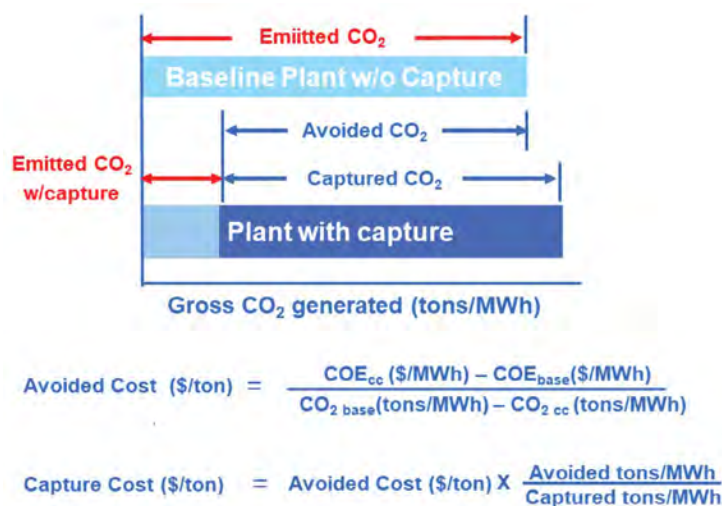 Emiitted CO₂
Baseline Plant w/o Capture
Avoided CO₂
Emitted CO₂
w/capture
Captured CO₂
Plant with capture
Gross CO₂ generated (tons/MWh)
Avoided Cost ($/ton) = COE_cc ($/MWh) – COE_base($/MWh)
CO₂ base(tons/MWh) – CO₂ cc (tons/MWh)
Capture Cost ($/ton) = Avoided Cost ($/ton) X Avoided tons/MWh
Captured tons/MWh